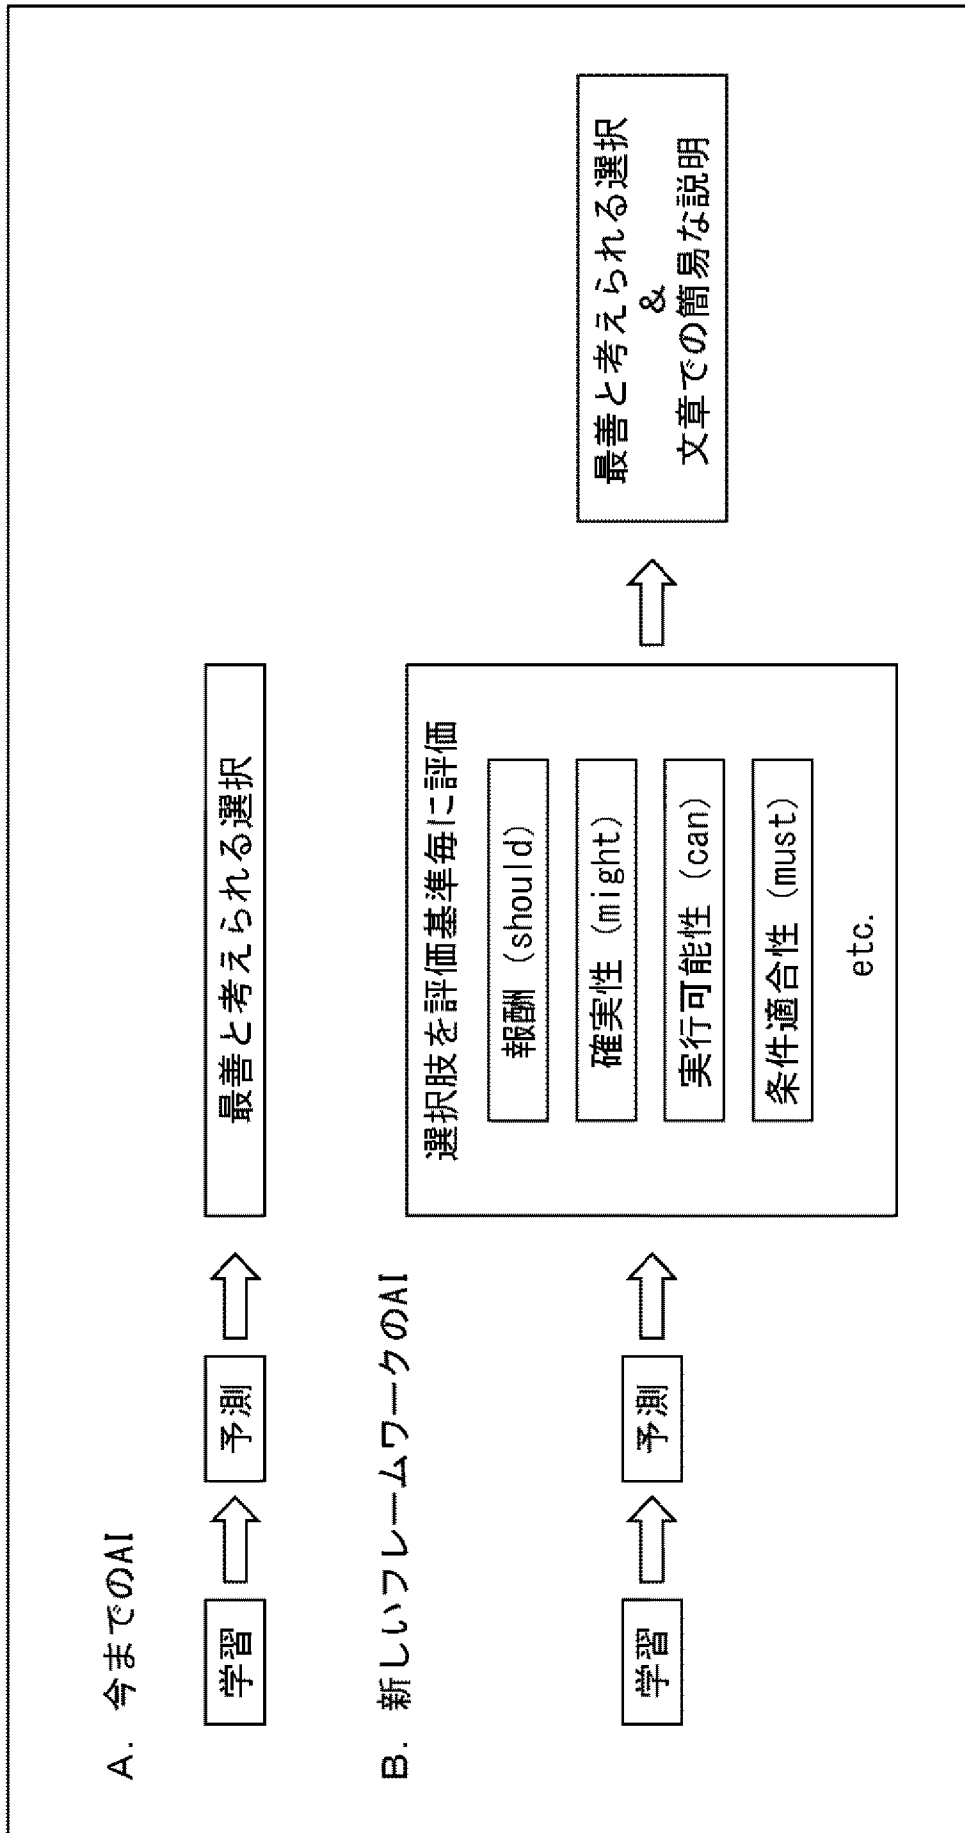 A. 今までのAI
学習
予測
最善と考えられる選択
B. 新しいフレームワークのAI
学習
予測
選択肢を評価基準毎に評価
報酬 (should)
確実性 (might)
実行可能性 (can)
条件適合性 (must)
etc.
最善と考えられる選択
&
文章での簡易な説明